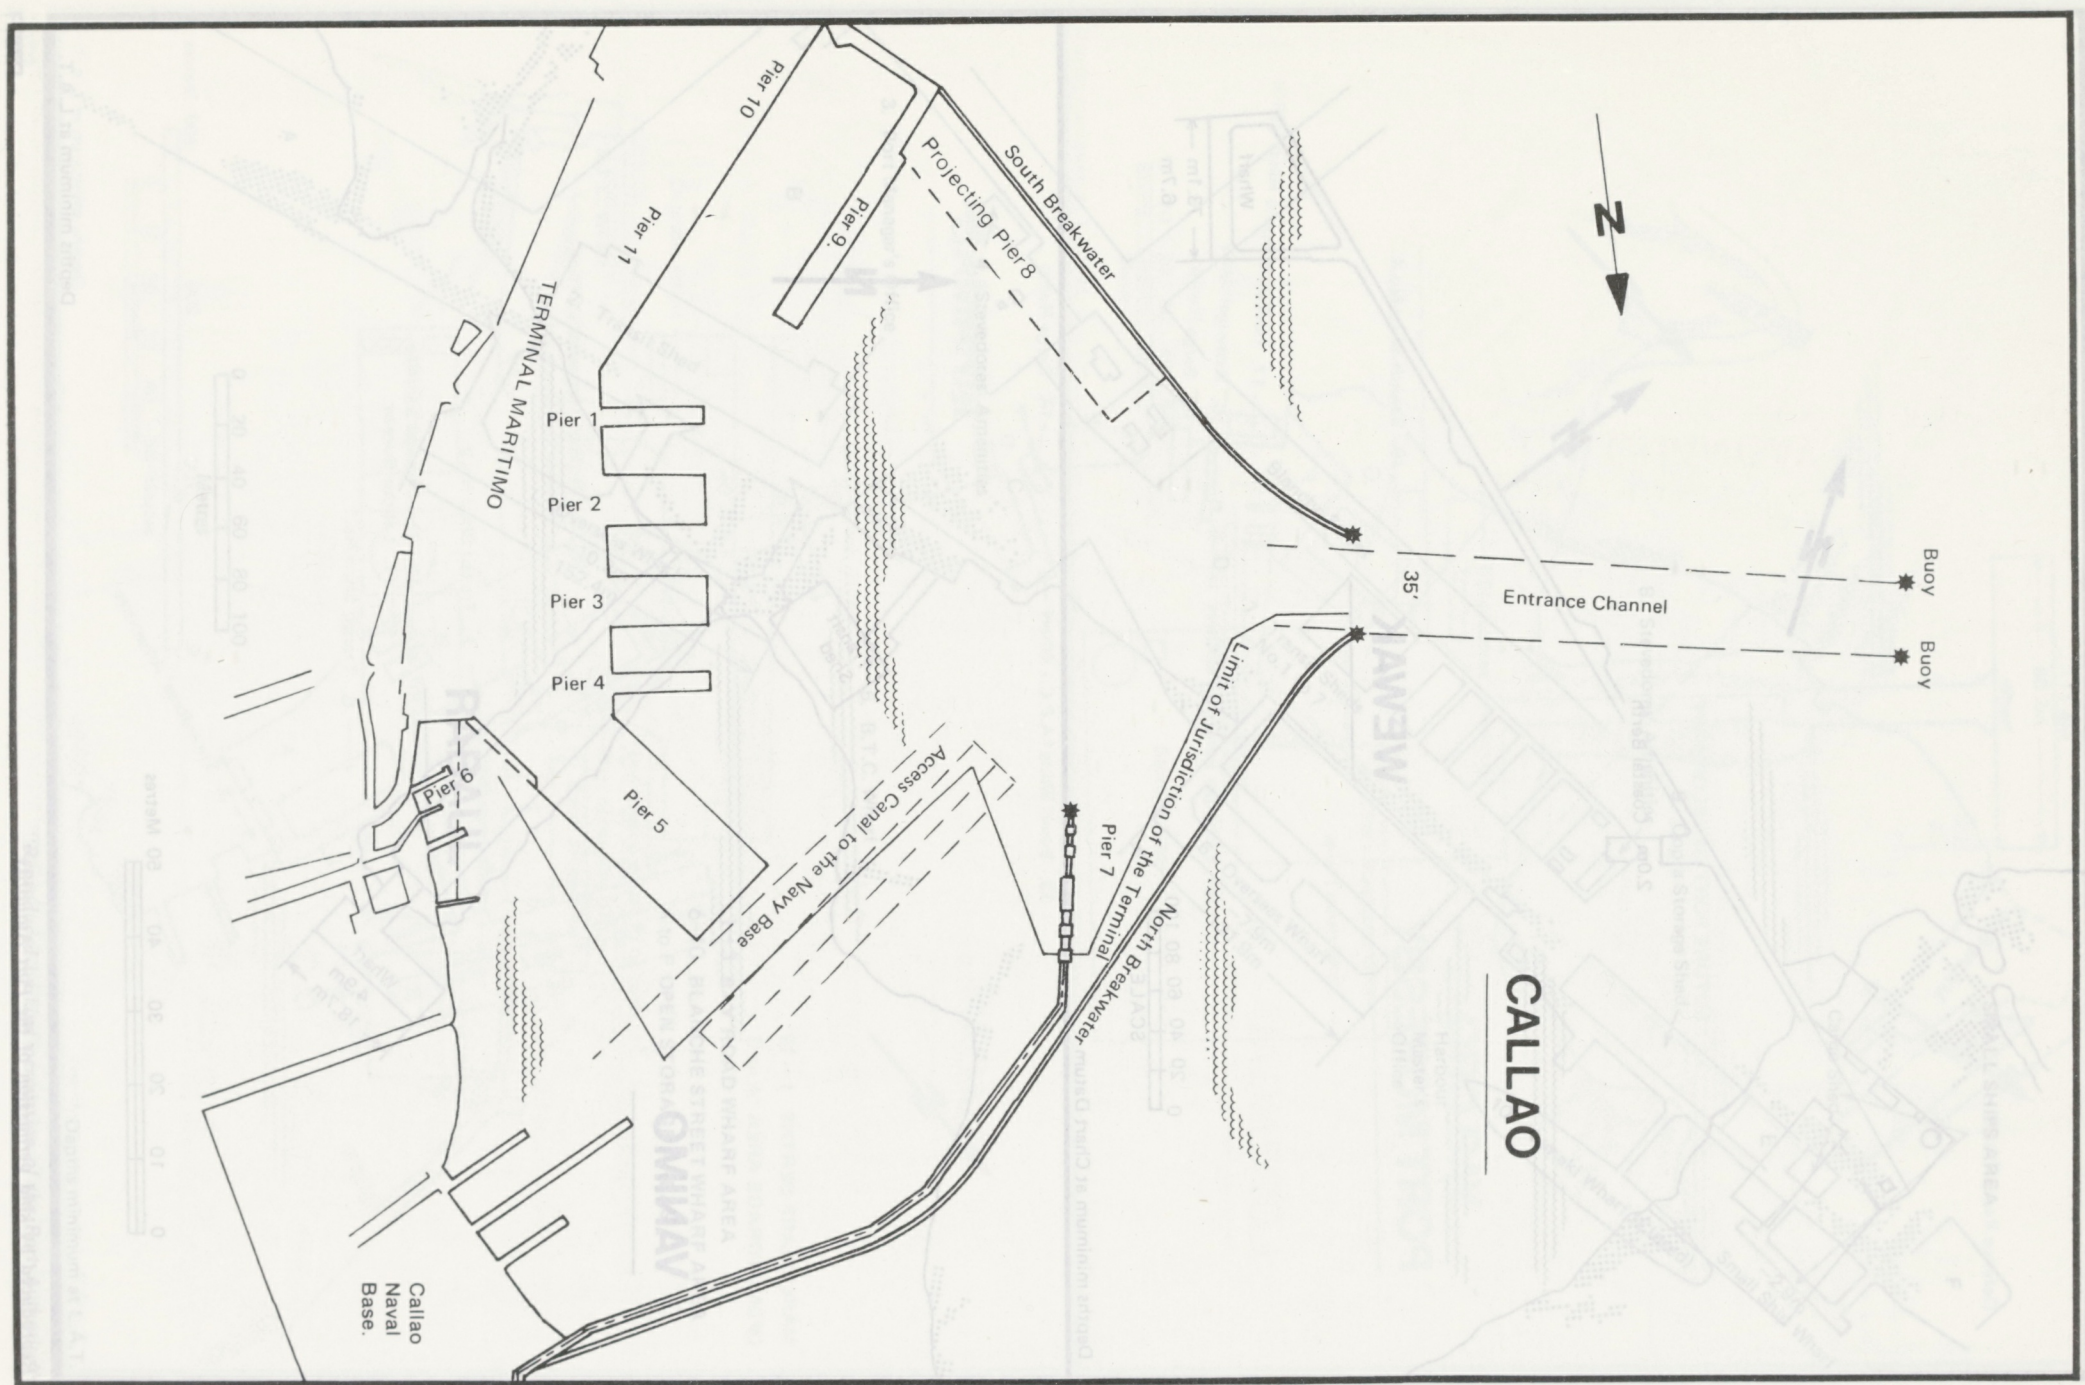 CALLAO
N
Buoy
Buoy
Entrance Channel
35'
South Breakwater
Projecting Pier 8
Pier 9.
Pier 10
Pier 11
TERMINAL MARITIMO
Pier 1
Pier 2
Pier 3
Pier 4
Pier 5
Pier 6
Pier 7
Access Canal to the Navy Base
Limit of Jurisdiction of the Terminal
North Breakwater
Callao
Naval
Base.